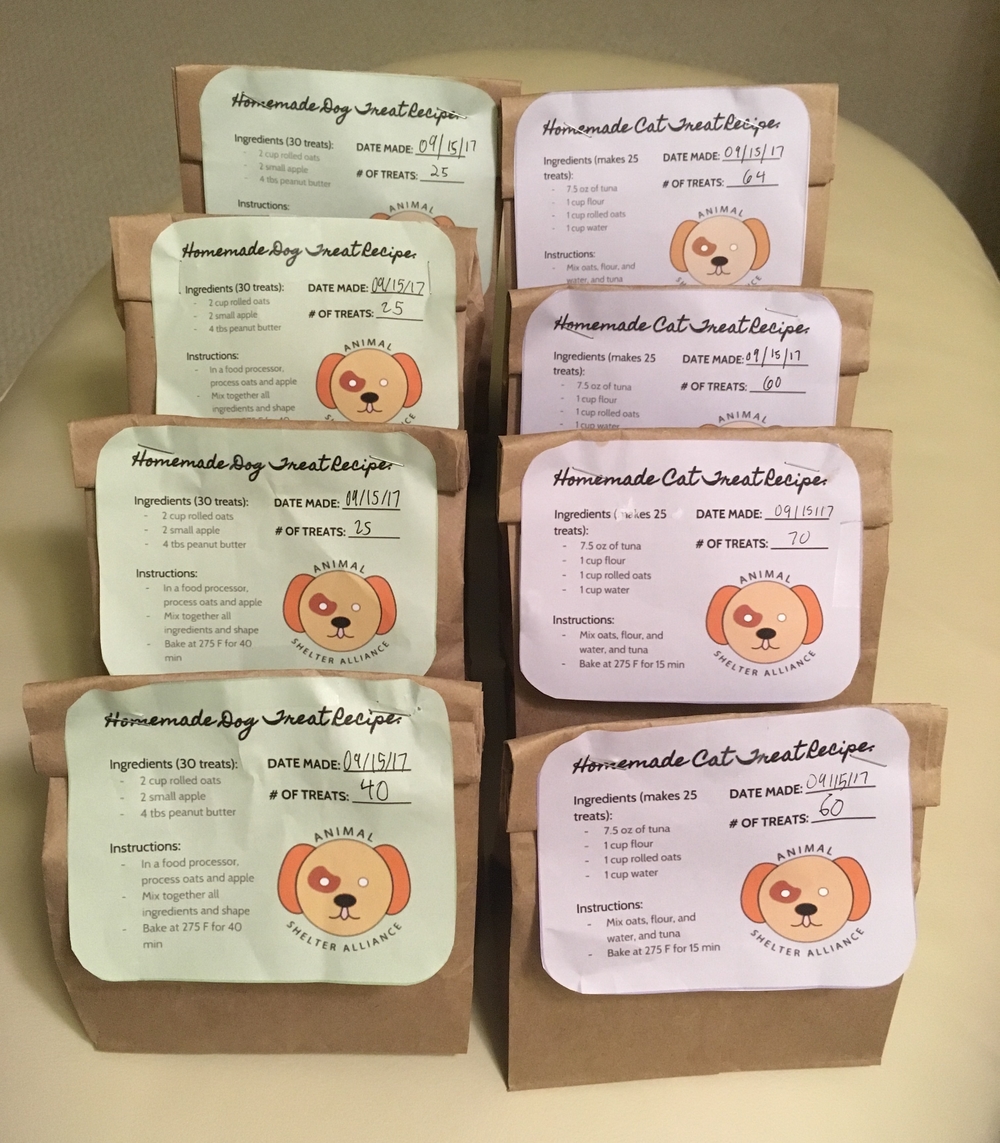 Homemade Dog Treat Recipe
Ingredients (30 treats):
- 2 cup rolled oats
- 2 small apple
- 4 tbs peanut butter
Instructions:
DATE MADE: 09/15/17
# OF TREATS: 25
ANIMAL
Homemade Cat Treat Recipe
Ingredients (makes 25
treats):
- 7.5 oz of tuna
- 1 cup flour
- 1 cup rolled oats
- 1 cup water
Instructions:
- Mix oats, flour, and
water, and tuna
DATE MADE: 09/15/17
# OF TREATS: 64
ANIMAL
Homemade Dog Treat Recipe
Ingredients (30 treats):
- 2 cup rolled oats
- 2 small apple
- 4 tbs peanut butter
Instructions:
- In a food processor,
process oats and apple
- Mix together all
ingredients and shape
DATE MADE: 09/15/17
# OF TREATS: 25
ANIMAL
Homemade Cat Treat Recipe
Ingredients (makes 25
treats):
- 7.5 oz of tuna
- 1 cup flour
- 1 cup rolled oats
- 1 cup water
DATE MADE: 09/15/17
# OF TREATS: 60
ANIMAL
Homemade Dog Treat Recipe
Ingredients (30 treats):
- 2 cup rolled oats
- 2 small apple
- 4 tbs peanut butter
Instructions:
- In a food processor,
process oats and apple
- Mix together all
ingredients and shape
- Bake at 275 F for 40
min
DATE MADE: 09/15/17
# OF TREATS: 25
ANIMAL
SHELTER ALLIANCE
Homemade Cat Treat Recipe
Ingredients (makes 25
treats):
- 7.5 oz of tuna
- 1 cup flour
- 1 cup rolled oats
- 1 cup water
Instructions:
- Mix oats, flour, and
water, and tuna
- Bake at 275 F for 15 min
DATE MADE: 09/15/17
# OF TREATS: 70
ANIMAL
SHELTER ALLIANCE
Homemade Dog Treat Recipe
Ingredients (30 treats):
- 2 cup rolled oats
- 2 small apple
- 4 tbs peanut butter
Instructions:
- In a food processor,
process oats and apple
- Mix together all
ingredients and shape
- Bake at 275 F for 40
min
DATE MADE: 09/15/17
# OF TREATS: 40
ANIMAL
SHELTER ALLIANCE
Homemade Cat Treat Recipe
Ingredients (makes 25
treats):
- 7.5 oz of tuna
- 1 cup flour
- 1 cup rolled oats
- 1 cup water
Instructions:
- Mix oats, flour, and
water, and tuna
- Bake at 275 F for 15 min
DATE MADE: 09/15/17
# OF TREATS: 60
ANIMAL
SHELTER ALLIANCE